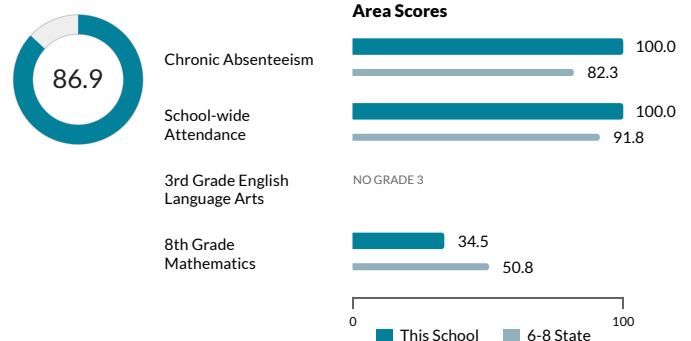 Area Scores
86.9
Chronic Absenteeism
100.0
82.3
School-wide
Attendance
100.0
91.8
3rd Grade English
Language Arts
NO GRADE 3
8th Grade
Mathematics
34.5
50.8
0
100
This School
6-8 State